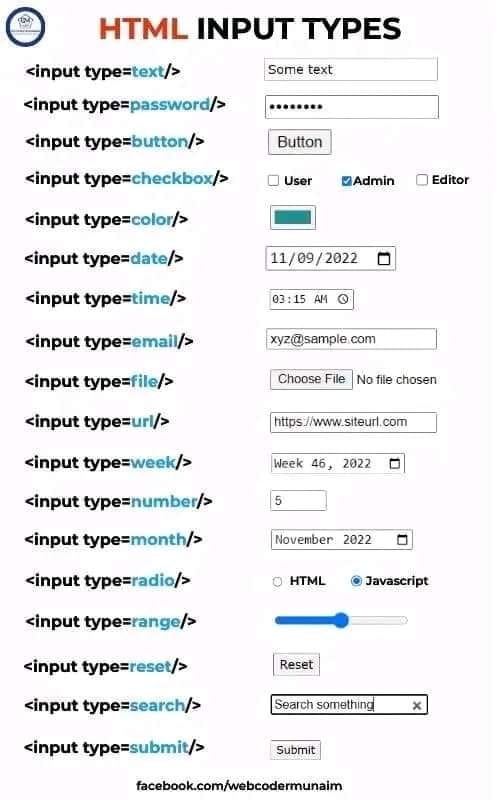 HTML INPUT TYPES
<input type=text/> Some text
<input type=password/> ••••••••
<input type=button/> Button
<input type=checkbox/> User Admin Editor
<input type=color/>
<input type=date/> 11/09/2022
<input type=time/> 03:15 AM
<input type=email/> xyz@sample.com
<input type=file/> Choose File No file chosen
<input type=url/> https://www.siteurl.com
<input type=week/> Week 46, 2022
<input type=number/> 5
<input type=month/> November 2022
<input type=radio/> HTML Javascript
<input type=range/>
<input type=reset/> Reset
<input type=search/> Search something
<input type=submit/> Submit
facebook.com/webcodermunaim